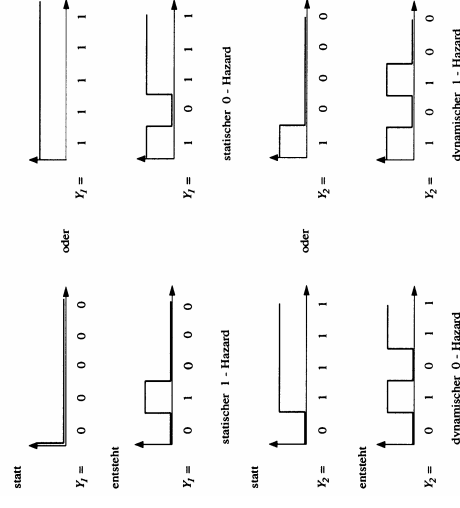 statt
Y₁ = 0 0 0 0 0
oder
Y₁ = 1 1 1 1 1
entsteht
Y₁ = 0 1 0 0 0
Y₁ = 1 0 1 1 1
statischer 1 - Hazard
statischer 0 - Hazard
statt
Y₂ = 0 1 1 1 1
oder
Y₂ = 1 0 0 0 0
entsteht
Y₂ = 0 1 0 1 1
Y₂ = 1 0 1 0 0
dynamischer 0 - Hazard
dynamischer 1 - Hazard